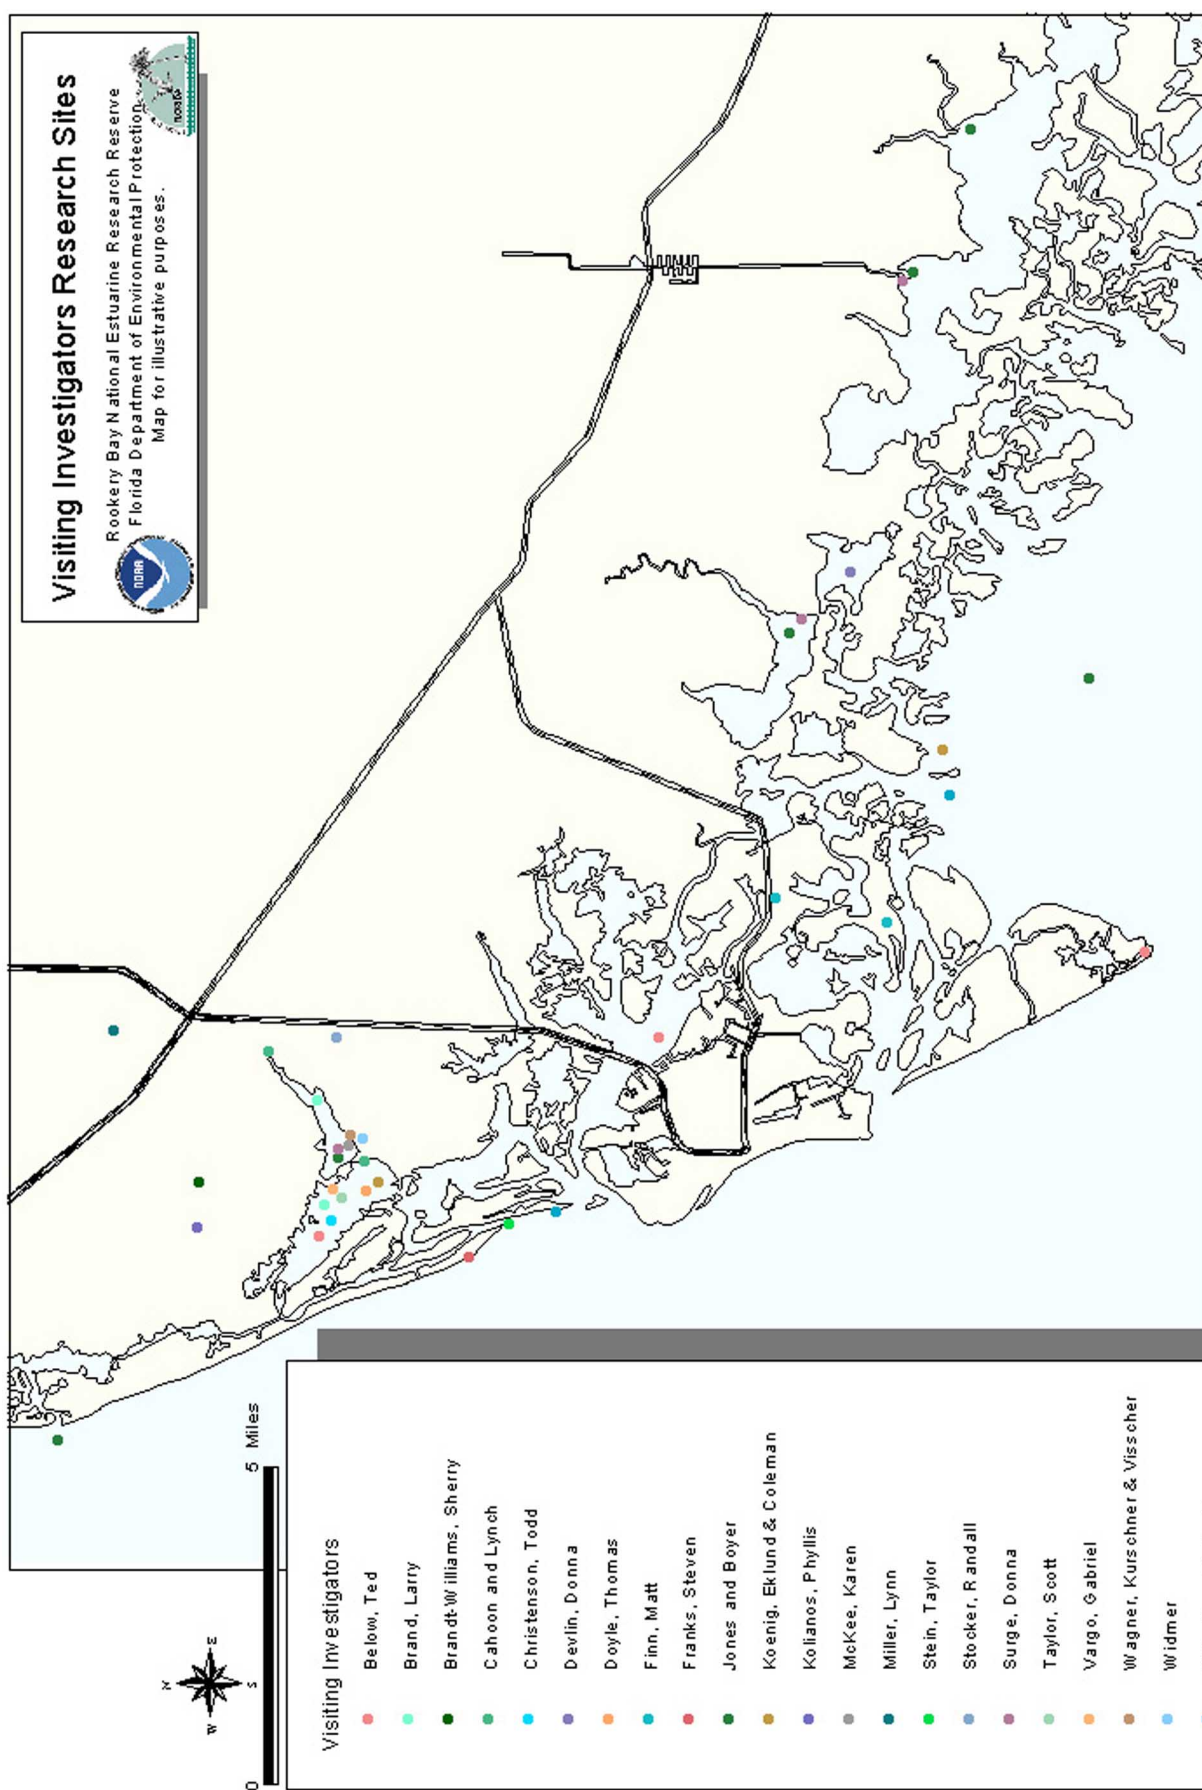 Visiting Investigators Research Sites
Rookery Bay National Estuarine Research Reserve
Florida Department of Environmental Protection
Map for illustrative purposes.
NOAA
FLORIDA
N
W
E
S
0
5 Miles
Visiting Investigators
Below, Ted
Brand, Larry
Brandt-Williams, Sherry
Cahoon and Lynch
Christenson, Todd
Devlin, Donna
Doyle, Thomas
Finn, Matt
Franks, Steven
Jones and Boyer
Koenig, Eklund & Coleman
Kolianos, Phyllis
McKee, Karen
Miller, Lynn
Stein, Taylor
Stocker, Randall
Surge, Donna
Taylor, Scott
Vargo, Gabriel
Wagner, Kurschner & Visscher
Widmer